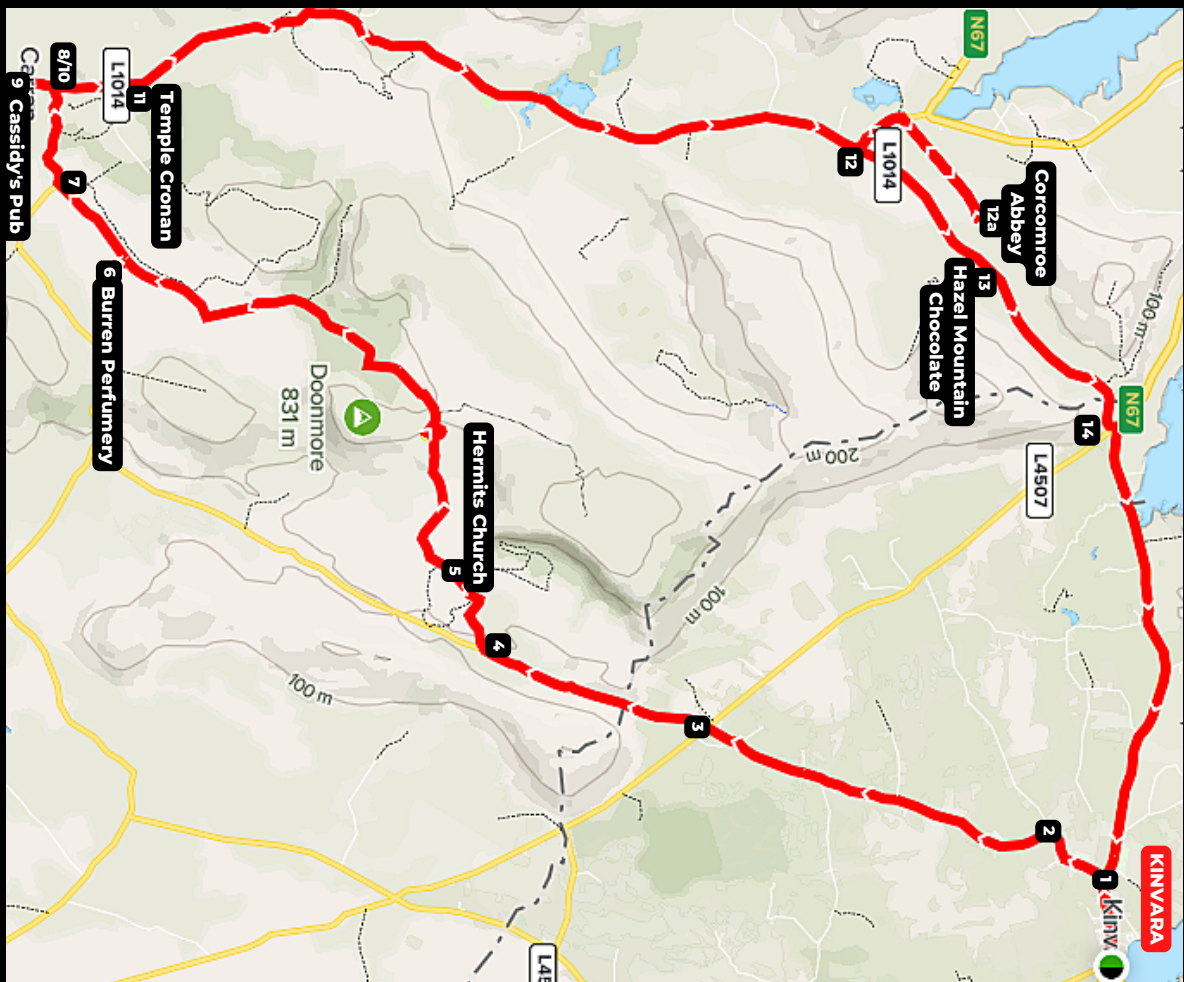 KINVARA
100 m
N67
1
Kinv
14
2
Corcomroe
Abbey
L4507
12a
13
N67
Hazel Mountain
Chocolate
L1014
12
200 m
100 m
3
L45
4
Hermits Church
5
Doonmore
831 m
100 m
Temple Cronan
11
L1014
6 Burren Perfumery
7
8/10
9 Cassidy's Pub